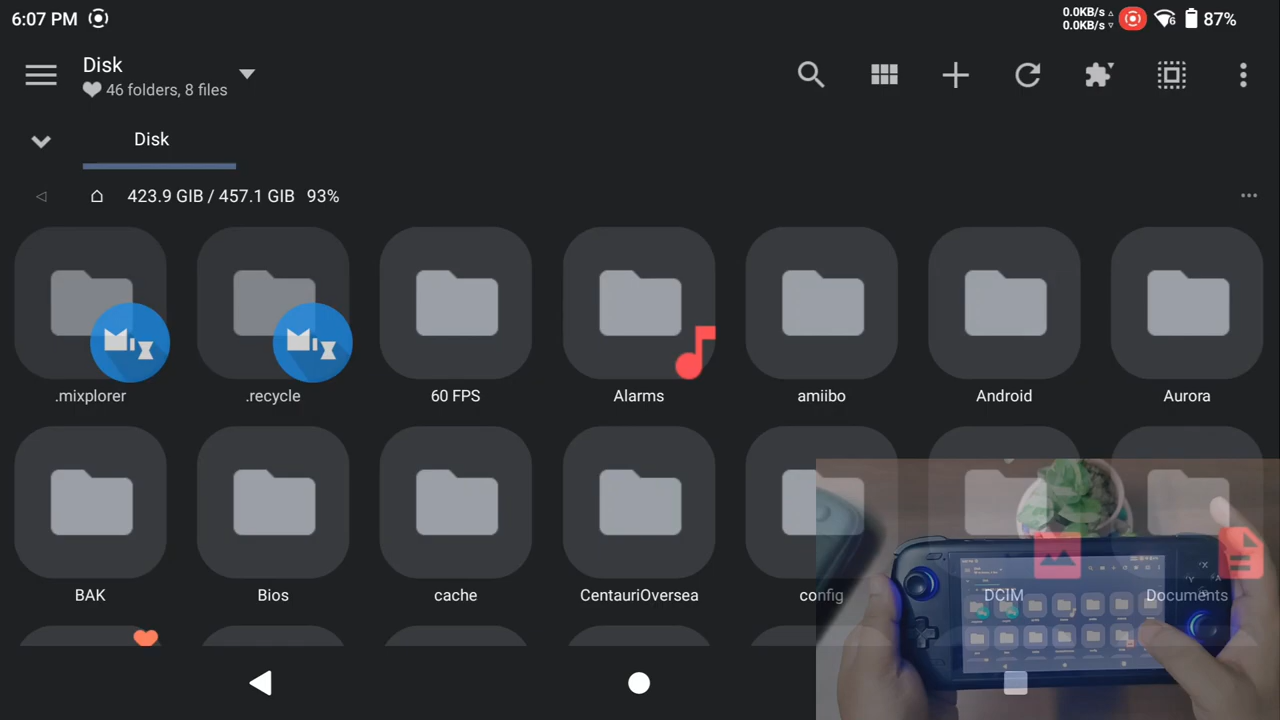 6:07 PM
0.0KB/s
0.0KB/s
6
87%
Disk
46 folders, 8 files
Disk
423.9 GIB / 457.1 GIB 93%
.mixplorer
.recycle
60 FPS
Alarms
amiibo
Android
Aurora
BAK
Bios
cache
CentauriOversea
config
DCIM
Documents
X
Y
A